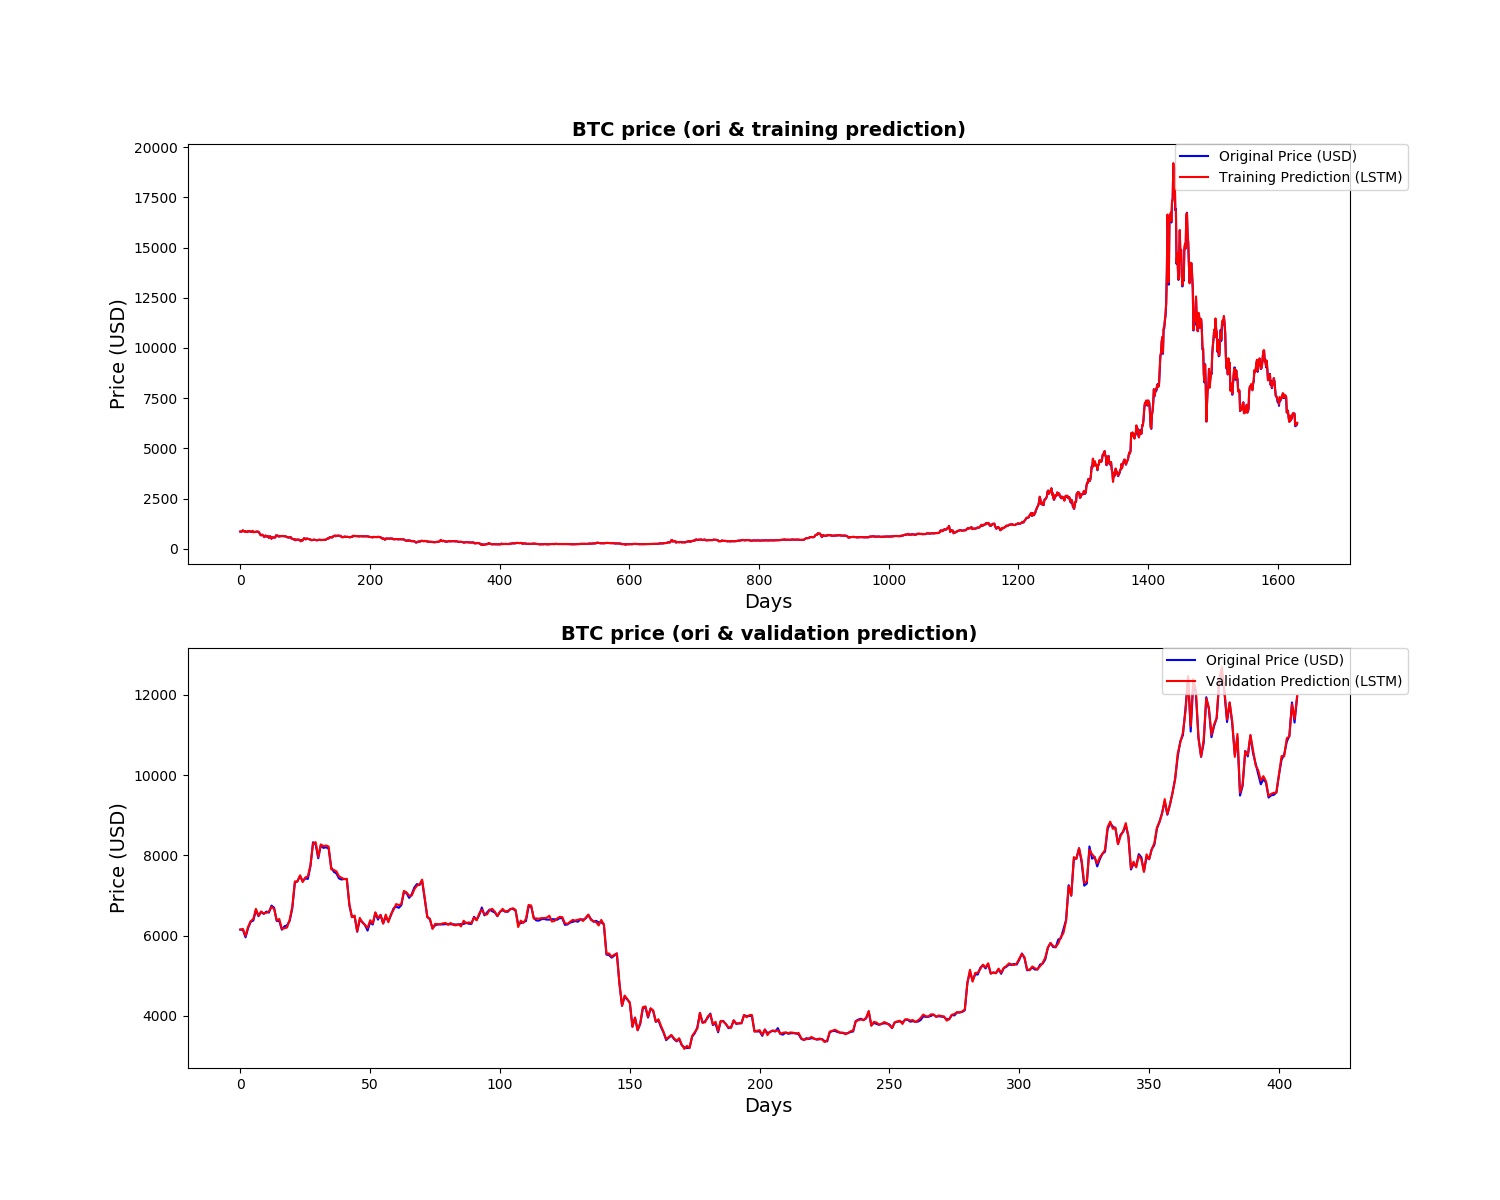 BTC price (ori & training prediction)
Original Price (USD)
Training Prediction (LSTM)
Price (USD)
20000
17500
15000
12500
10000
7500
5000
2500
0
0 200 400 600 800 1000 1200 1400 1600
Days
BTC price (ori & validation prediction)
Original Price (USD)
Validation Prediction (LSTM)
Price (USD)
12000
10000
8000
6000
4000
0 50 100 150 200 250 300 350 400
Days